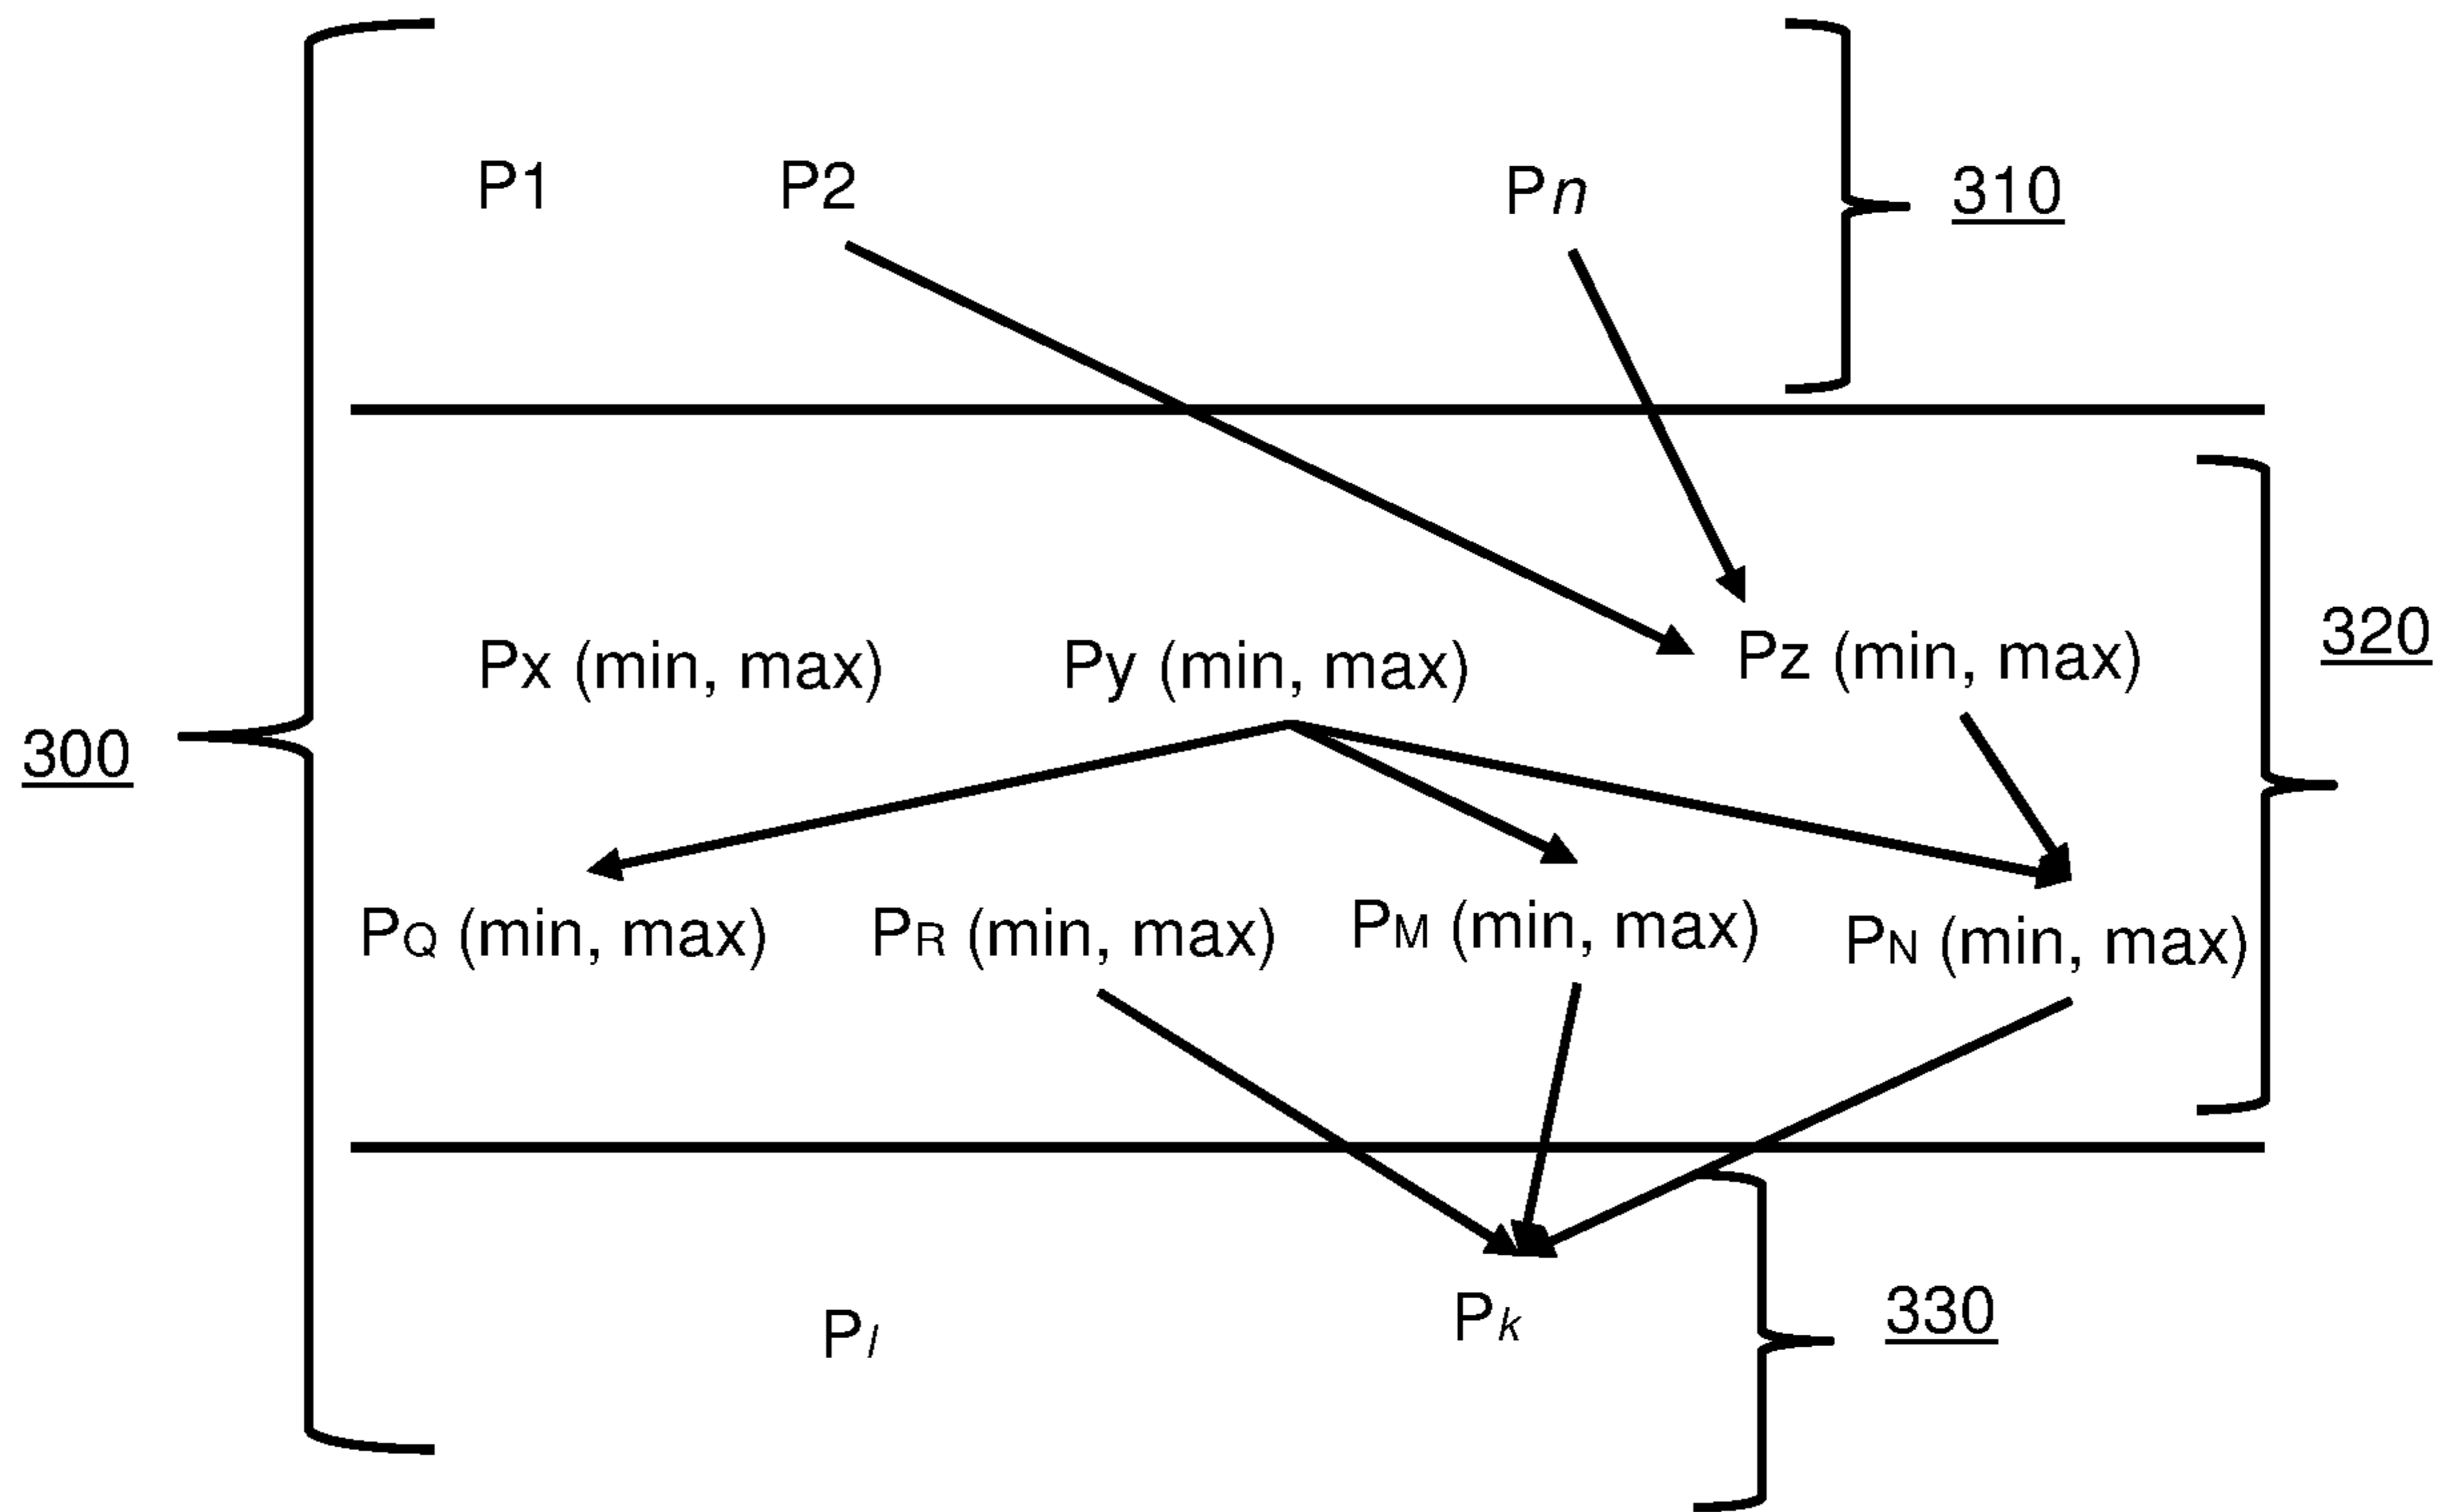 P1 P2 Pn 310
Px (min, max) Py (min, max) Pz (min, max) 320
300
PQ (min, max) PR (min, max) PM (min, max) PN (min, max)
Pl Pk 330